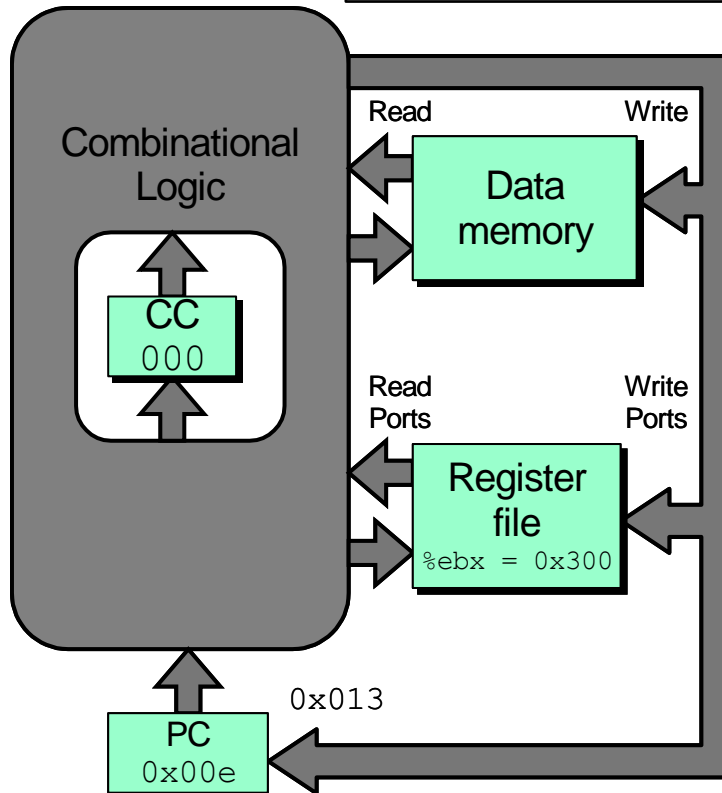 Read
Write
Combinational
Logic
Data
memory
CC
000
Read
Ports
Write
Ports
Register
file
%ebx = 0x300
0x013
PC
0x00e